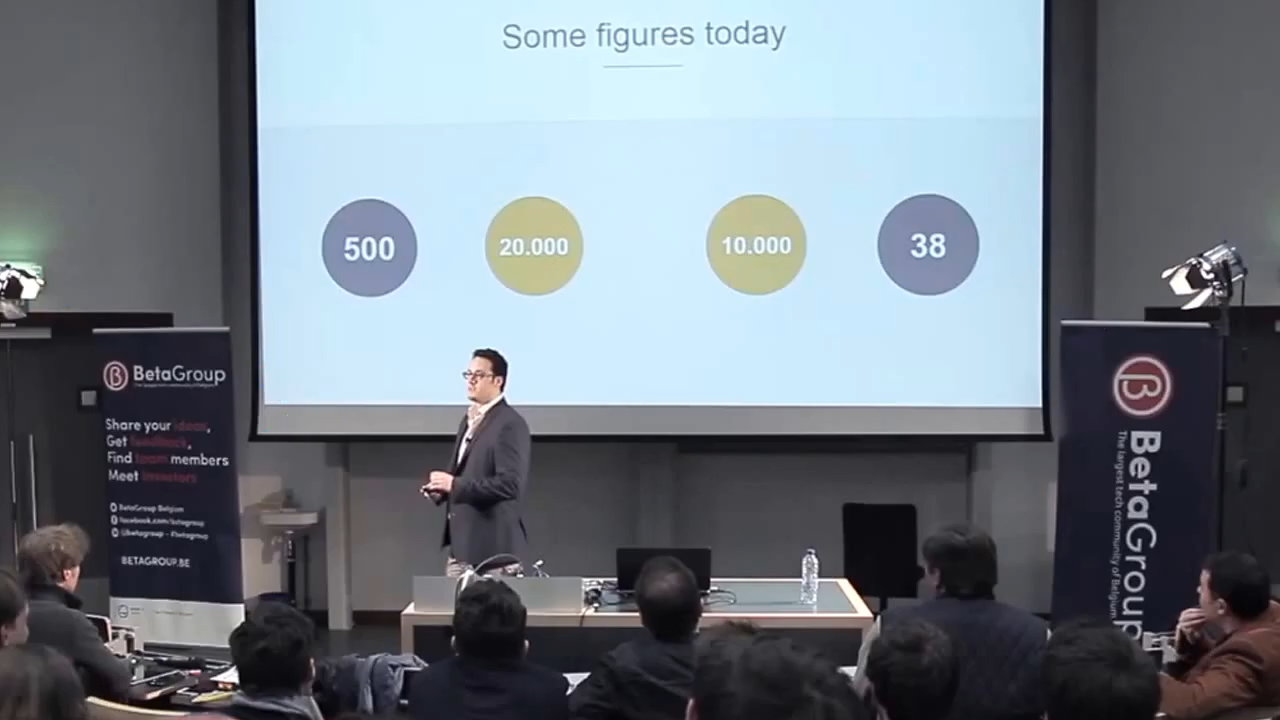 Some figures today
500
20.000
10.000
38
BetaGroup
Share your ideas,
Get feedback,
Find team members
Meet investors
BetaGroup Belgium
facebook.com/betagroup
@betagroup - #betagroup
BETAGROUP.BE
BetaGroup
The largest tech community of Belgium